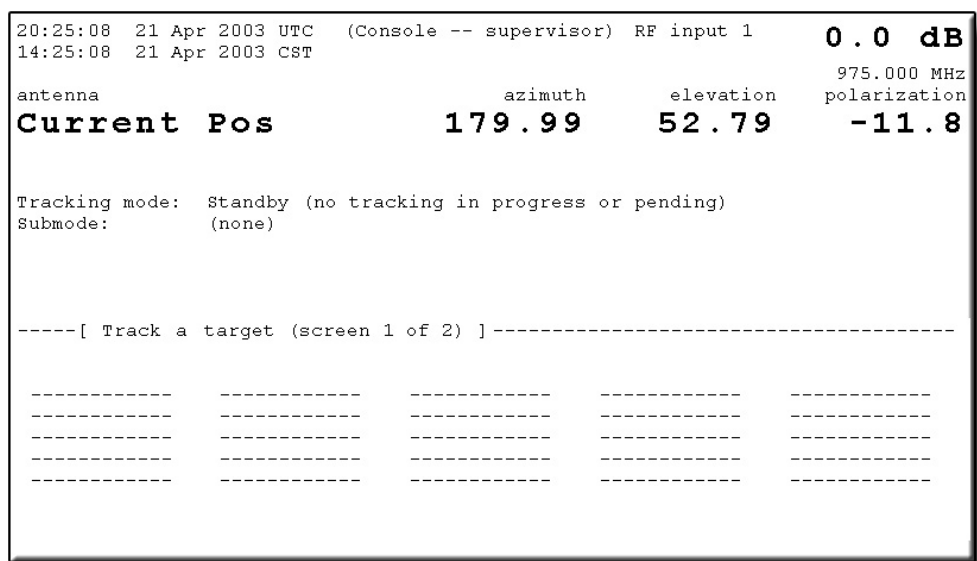 20:25:08 21 Apr 2003 UTC (Console -- supervisor) RF input 1 0.0 dB
14:25:08 21 Apr 2003 CST
975.000 MHz
antenna azimuth elevation polarization
Current Pos 179.99 52.79 -11.8
Tracking mode: Standby (no tracking in progress or pending)
Submode: (none)
-----[ Track a target (screen 1 of 2) ]---------------------------------------
------------ ------------ ------------ ------------ ------------
------------ ------------ ------------ ------------ ------------
------------ ------------ ------------ ------------ ------------
------------ ------------ ------------ ------------ ------------
------------ ------------ ------------ ------------ ------------